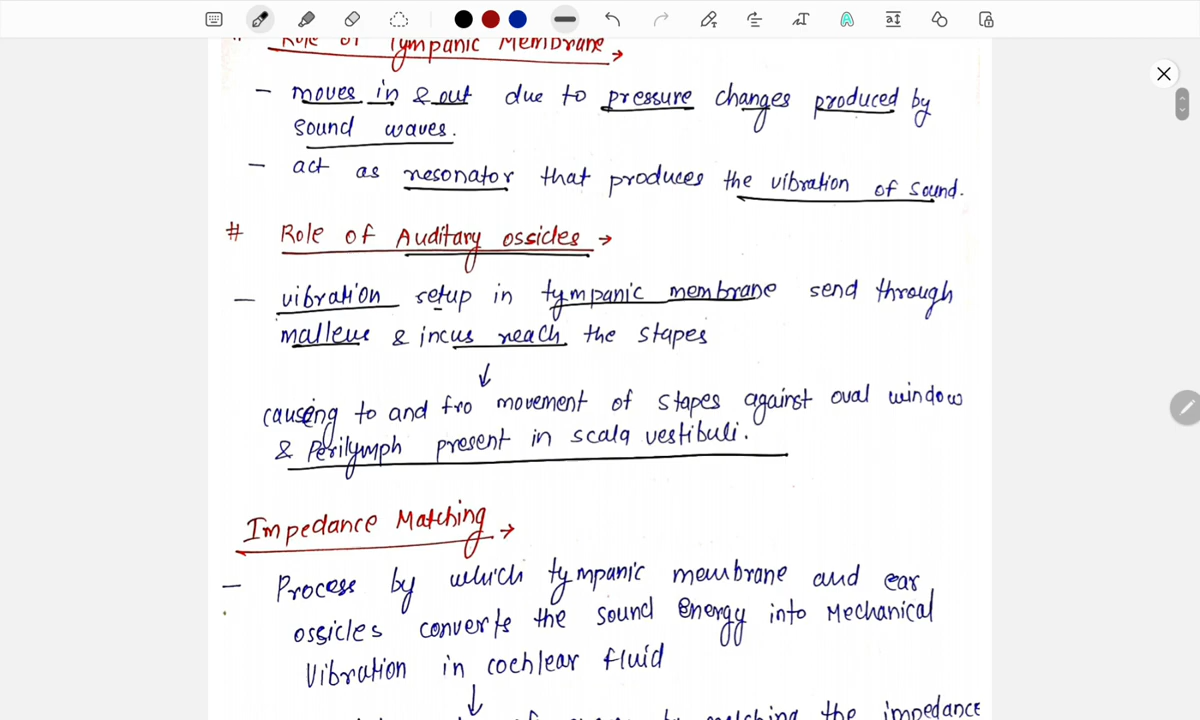 # Role of Tympanic Membrane →
- moves in & out due to pressure changes produced by
sound waves.
- act as resonator that produces the vibration of sound.
# Role of Auditary ossicles →
- vibration setup in tympanic membrane send through
malleus & incus reach the stapes
↓
causing to and fro movement of stapes against oval window
& Perilymph present in scala vestibuli.
Impedance Matching →
- Process by which tympanic membrane and ear
ossicles converts the sound energy into Mechanical
Vibration in cochlear fluid
↓
matching the impedance